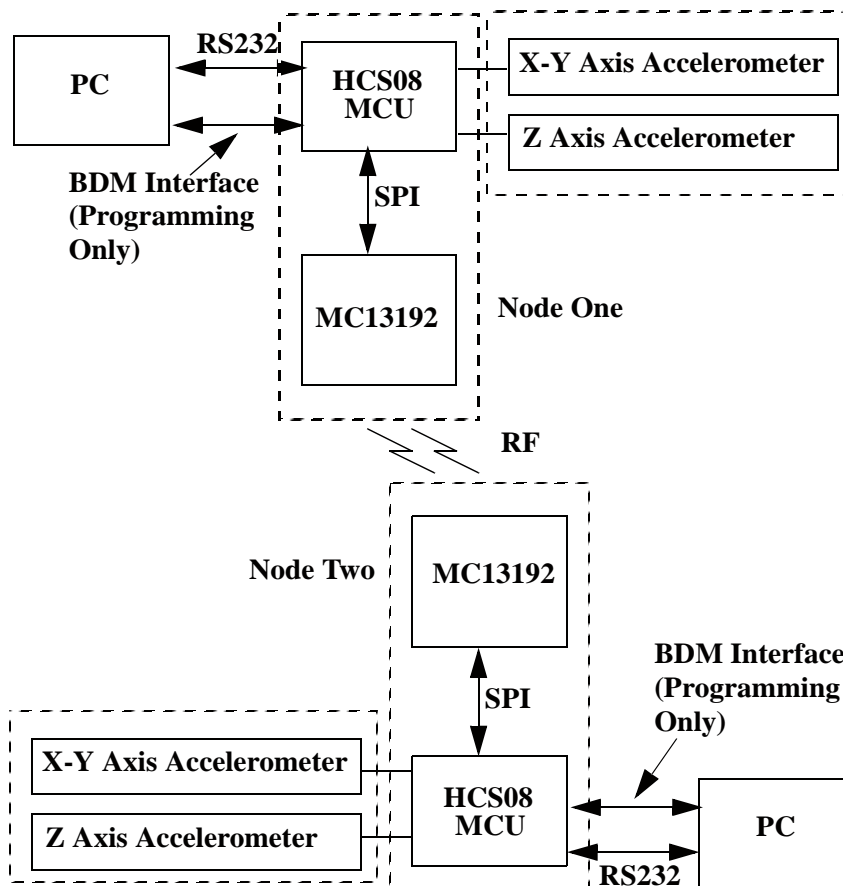 RS232
PC
HCS08
MCU
X-Y Axis Accelerometer
Z Axis Accelerometer
BDM Interface
(Programming
Only)
SPI
MC13192
Node One
RF
Node Two
MC13192
BDM Interface
(Programming
Only)
SPI
X-Y Axis Accelerometer
Z Axis Accelerometer
HCS08
MCU
PC
RS232